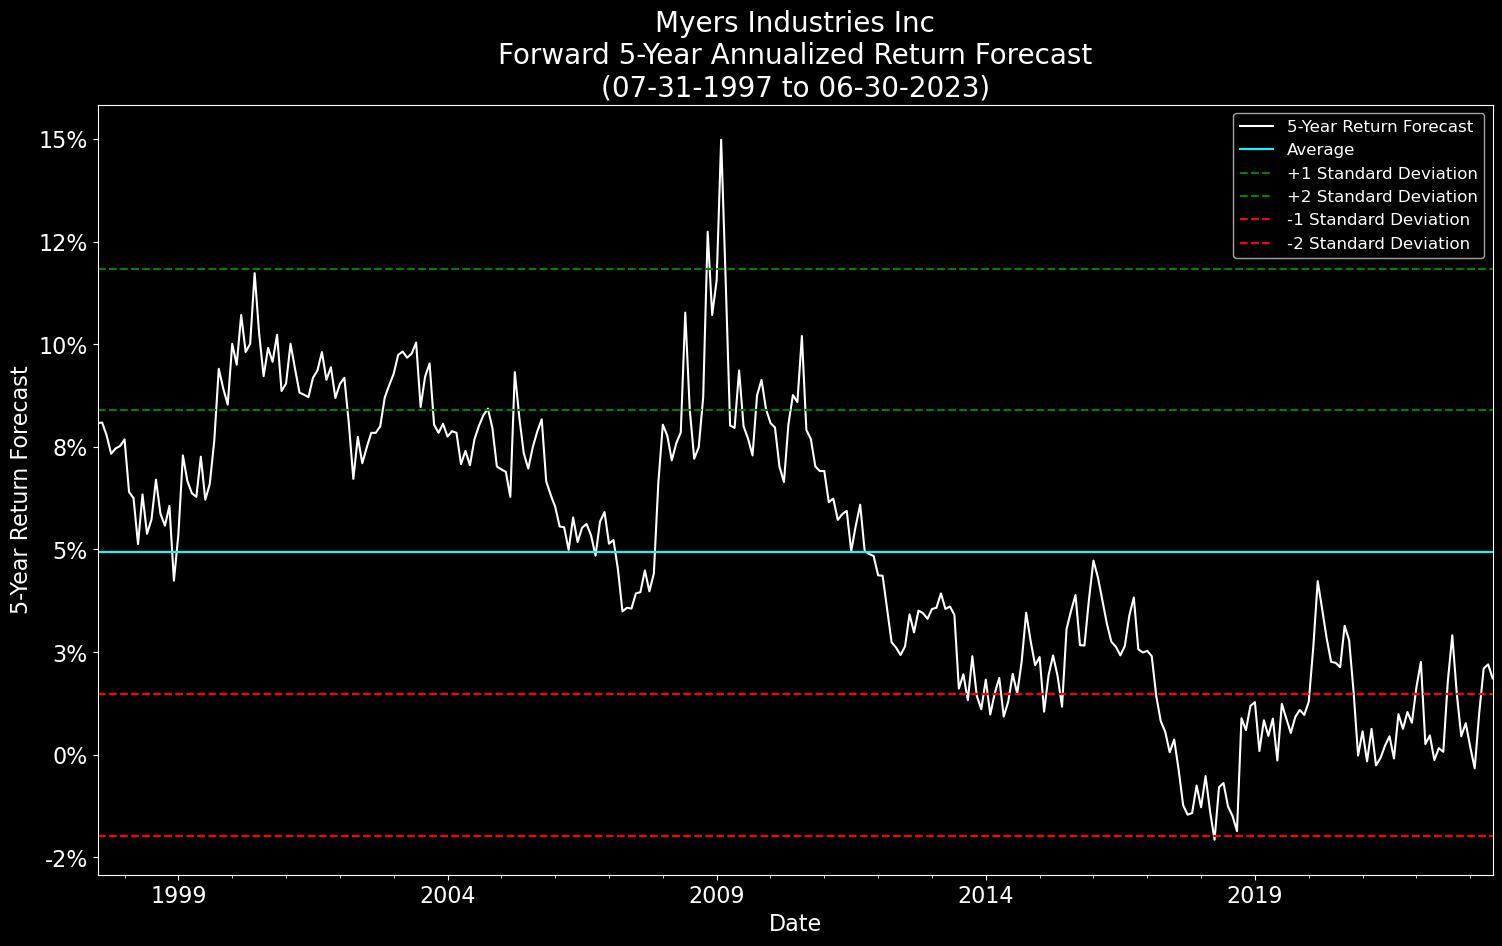 Myers Industries Inc
Forward 5-Year Annualized Return Forecast
(07-31-1997 to 06-30-2023)
5-Year Return Forecast
Average
+1 Standard Deviation
+2 Standard Deviation
-1 Standard Deviation
-2 Standard Deviation
15%
12%
10%
8%
5%
3%
0%
-2%
5-Year Return Forecast
1999
2004
2009
2014
2019
Date